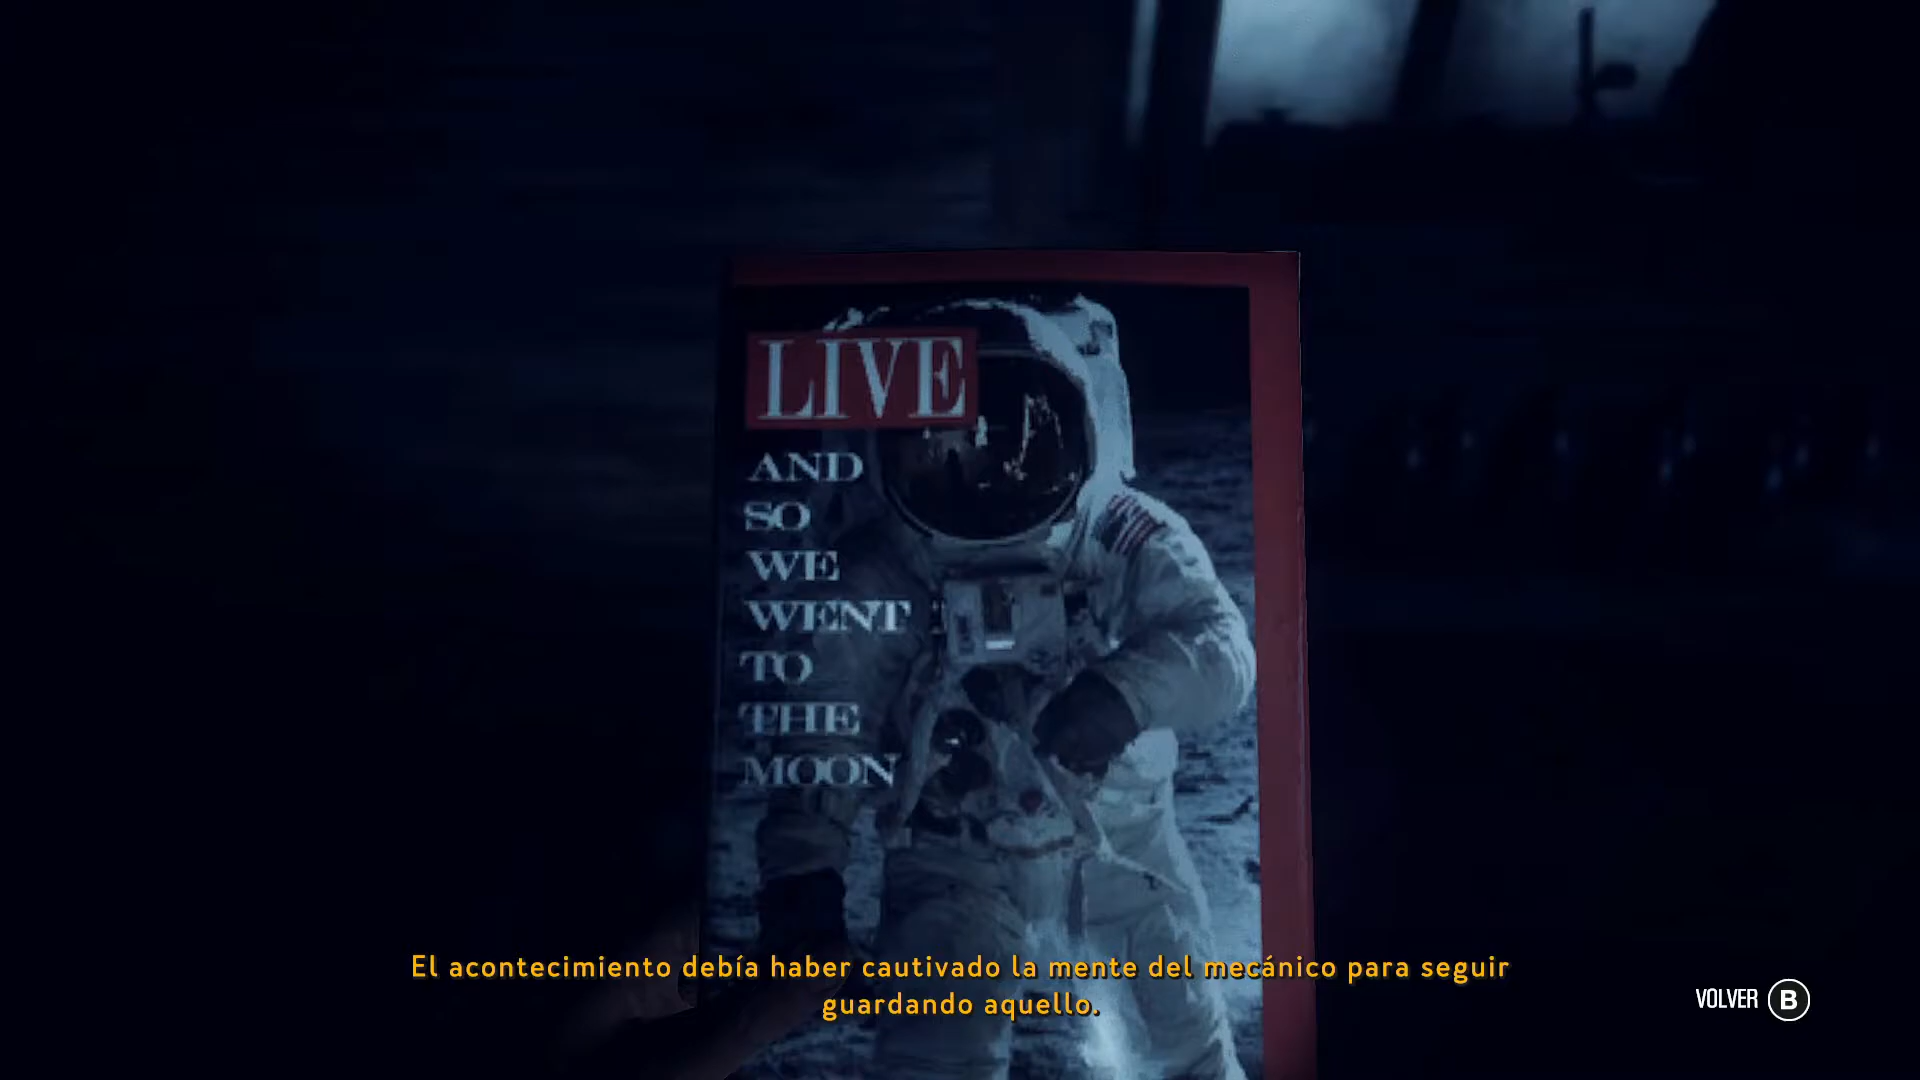 LIVE
AND
SO
WE
WENT
TO
THE
MOON
El acontecimiento debía haber cautivado la mente del mecánico para seguir
guardando aquello.
VOLVER B